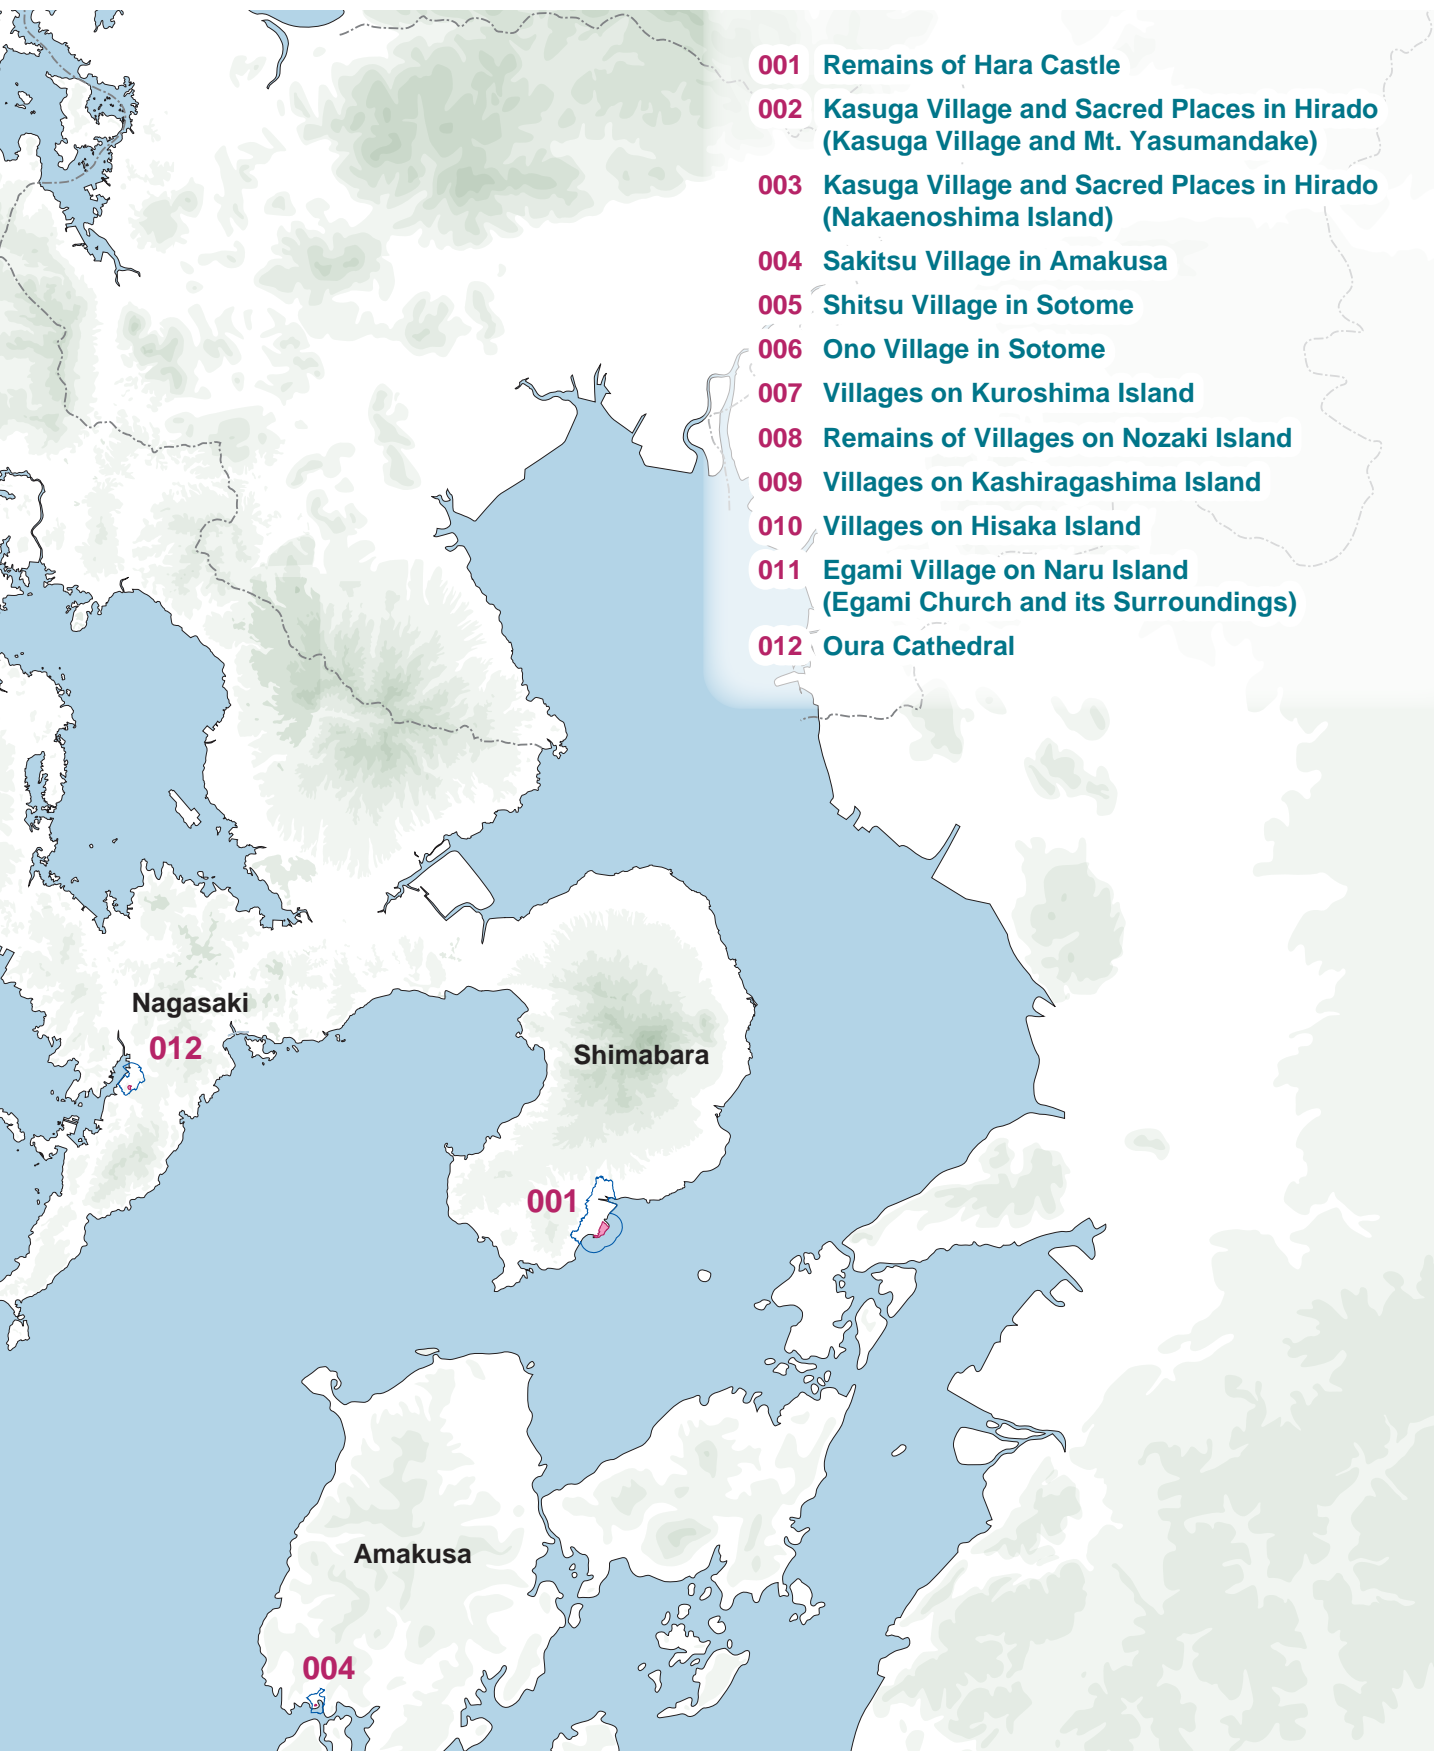 001 Remains of Hara Castle
002 Kasuga Village and Sacred Places in Hirado
(Kasuga Village and Mt. Yasumandake)
003 Kasuga Village and Sacred Places in Hirado
(Nakaenoshima Island)
004 Sakitsu Village in Amakusa
005 Shitsu Village in Sotome
006 Ono Village in Sotome
007 Villages on Kuroshima Island
008 Remains of Villages on Nozaki Island
009 Villages on Kashiragashima Island
010 Villages on Hisaka Island
011 Egami Village on Naru Island
(Egami Church and its Surroundings)
012 Oura Cathedral
Nagasaki
012
Shimabara
001
Amakusa
004